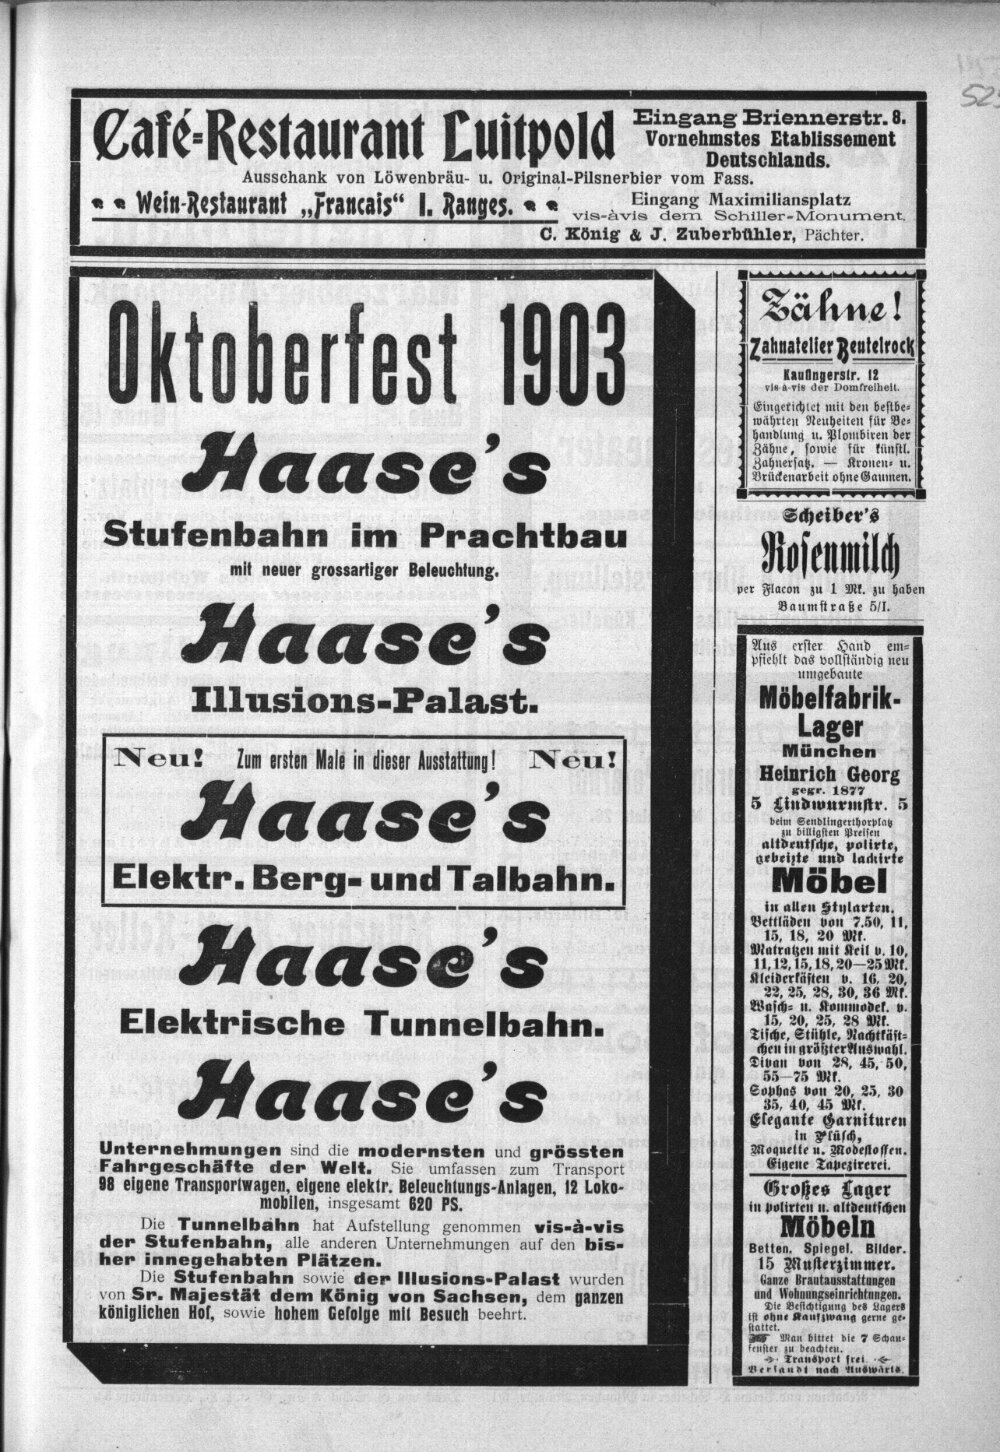 Café-Restaurant Luitpold
Eingang Briennerstr. 8.
Vornehmstes Etablissement
Deutschlands.
Ausschank von Löwenbräu- u. Original-Pilsnerbier vom Fass.
Wein-Restaurant „Francais“ I. Ranges.
Eingang Maximiliansplatz
vis-àvis dem Schiller-Monument.
C. König & J. Zuberbühler, Pächter.
Oktoberfest 1903
Haase's
Stufenbahn im Prachtbau
mit neuer grossartiger Beleuchtung.
Haase's
Illusions-Palast.
Neu! Zum ersten Male in dieser Ausstattung! Neu!
Haase's
Elektr. Berg- und Talbahn.
Haase's
Elektrische Tunnelbahn.
Haase's
Unternehmungen sind die modernsten und grössten
Fahrgeschäfte der Welt. Sie umfassen zum Transport
98 eigene Transportwagen, eigene elektr. Beleuchtungs-Anlagen, 12 Loko-
mobilen, insgesamt 620 PS.
Die Tunnelbahn hat Aufstellung genommen vis-à-vis
der Stufenbahn, alle anderen Unternehmungen auf den bis-
her innegehabten Plätzen.
Die Stufenbahn sowie der Illusions-Palast wurden
von Sr. Majestät dem König von Sachsen, dem ganzen
königlichen Hof, sowie hohem Gefolge mit Besuch beehrt.
Zähne!
Zahnatelier Beutelrock
Kaufingerstr. 12
vis-à-vis der Domfreiheit.
Eingerichtet mit den bestbe-
währten Neuheiten für Be-
handlung u. Plombiren der
Zähne, sowie für künstl.
Zahnersatz. — Kronen- u.
Brückenarbeit ohne Gaumen.
Scheiber's
Rosenmilch
per Flacon zu 1 Mk. zu haben
Baumstraße 5/I.
Aus erster Hand em-
pfiehlt das vollständig neu
umgebaute
Möbelfabrik-
Lager
München
Heinrich Georg
gegr. 1877
5 Lindwurmstr. 5
beim Sendlingerthorplatz
zu billigsten Preisen
altdeutsche, polirte,
gebeizte und lackirte
Möbel
in allen Stylarten.
Bettläden von 7.50, 11,
15, 18, 20 Mk.
Matratzen mit Keil v. 10,
11, 12, 15, 18, 20—25 Mk.
Kleiderkästen v. 16, 20,
22, 25, 28, 30, 36 Mk.
Wasch- u. Kommodek. v.
15, 20, 25, 28 Mk.
Tische, Stühle, Nachtkäst-
chen in größter Auswahl.
Divan von 28, 45, 50,
55—75 Mk.
Sophas von 20, 25, 30
35, 40, 45 Mk.
Elegante Garnituren
in Plüsch,
Moquette u. Modestoffen.
Eigene Tapezirerei.
Großes Lager
in polirten u. altdeutschen
Möbeln
Betten, Spiegel, Bilder.
15 Musterzimmer.
Ganze Brautausstattungen
und Wohnungseinrichtungen.
Die Besichtigung des Lagers
ist ohne Kaufzwang gerne ge-
stattet.
Man bittet die 7 Schau-
fenster zu beachten.
Transport frei.
Versandt nach Auswärts.